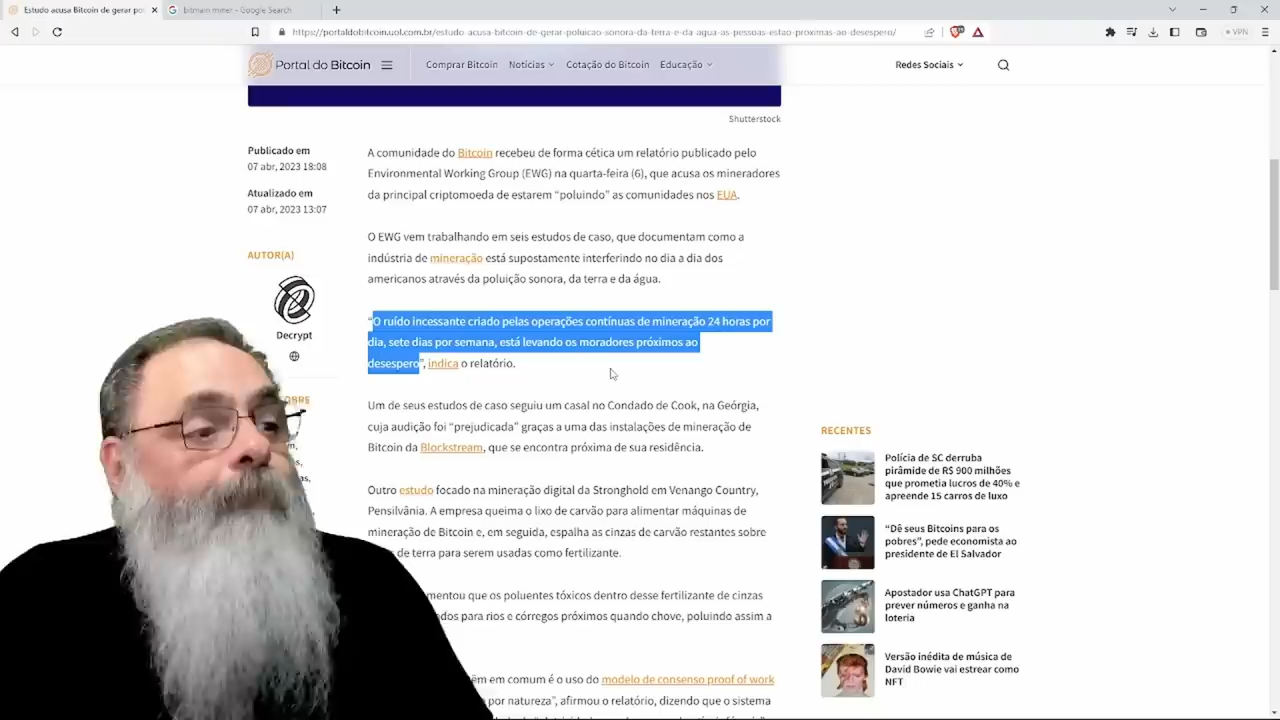 Estudo acusa Bitcoin de gerar po
bitmain miner - Google Search
https://portaldobitcoin.uol.com.br/estudo-acusa-bitcoin-de-gerar-poluicao-sonora-da-terra-e-da-agua-as-pessoas-estao-proximas-ao-desespero/
VPN
Portal do Bitcoin
Comprar Bitcoin
Notícias
Cotação do Bitcoin
Educação
Redes Sociais
Shutterstock
Publicado em
07 abr, 2023 18:08
Atualizado em
07 abr, 2023 13:07
AUTOR(A)
Decrypt
OBRE
A comunidade do Bitcoin recebeu de forma cética um relatório publicado pelo
Environmental Working Group (EWG) na quarta-feira (6), que acusa os mineradores
da principal criptomoeda de estarem “poluindo” as comunidades nos EUA.
O EWG vem trabalhando em seis estudos de caso, que documentam como a
indústria de mineração está supostamente interferindo no dia a dia dos
americanos através da poluição sonora, da terra e da água.
“O ruído incessante criado pelas operações contínuas de mineração 24 horas por
dia, sete dias por semana, está levando os moradores próximos ao
desespero”, indica o relatório.
Um de seus estudos de caso seguiu um casal no Condado de Cook, na Geórgia,
cuja audição foi “prejudicada” graças a uma das instalações de mineração de
Bitcoin da Blockstream, que se encontra próxima de sua residência.
Outro estudo focado na mineração digital da Stronghold em Venango Country,
Pensilvânia. A empresa queima o lixo de carvão para alimentar máquinas de
mineração de Bitcoin e, em seguida, espalha as cinzas de carvão restantes sobre
de terra para serem usadas como fertilizante.
mentou que os poluentes tóxicos dentro desse fertilizante de cinzas
dos para rios e córregos próximos quando chove, poluindo assim a
êm em comum é o uso do modelo de consenso proof of work
por natureza”, afirmou o relatório, dizendo que o sistema
RECENTES
Polícia de SC derruba
pirâmide de R$ 900 milhões
que prometia lucros de 40% e
apreende 15 carros de luxo
“Dê seus Bitcoins para os
pobres”, pede economista ao
presidente de El Salvador
Apostador usa ChatGPT para
prever números e ganha na
loteria
Versão inédita de música de
David Bowie vai estrear como
NFT